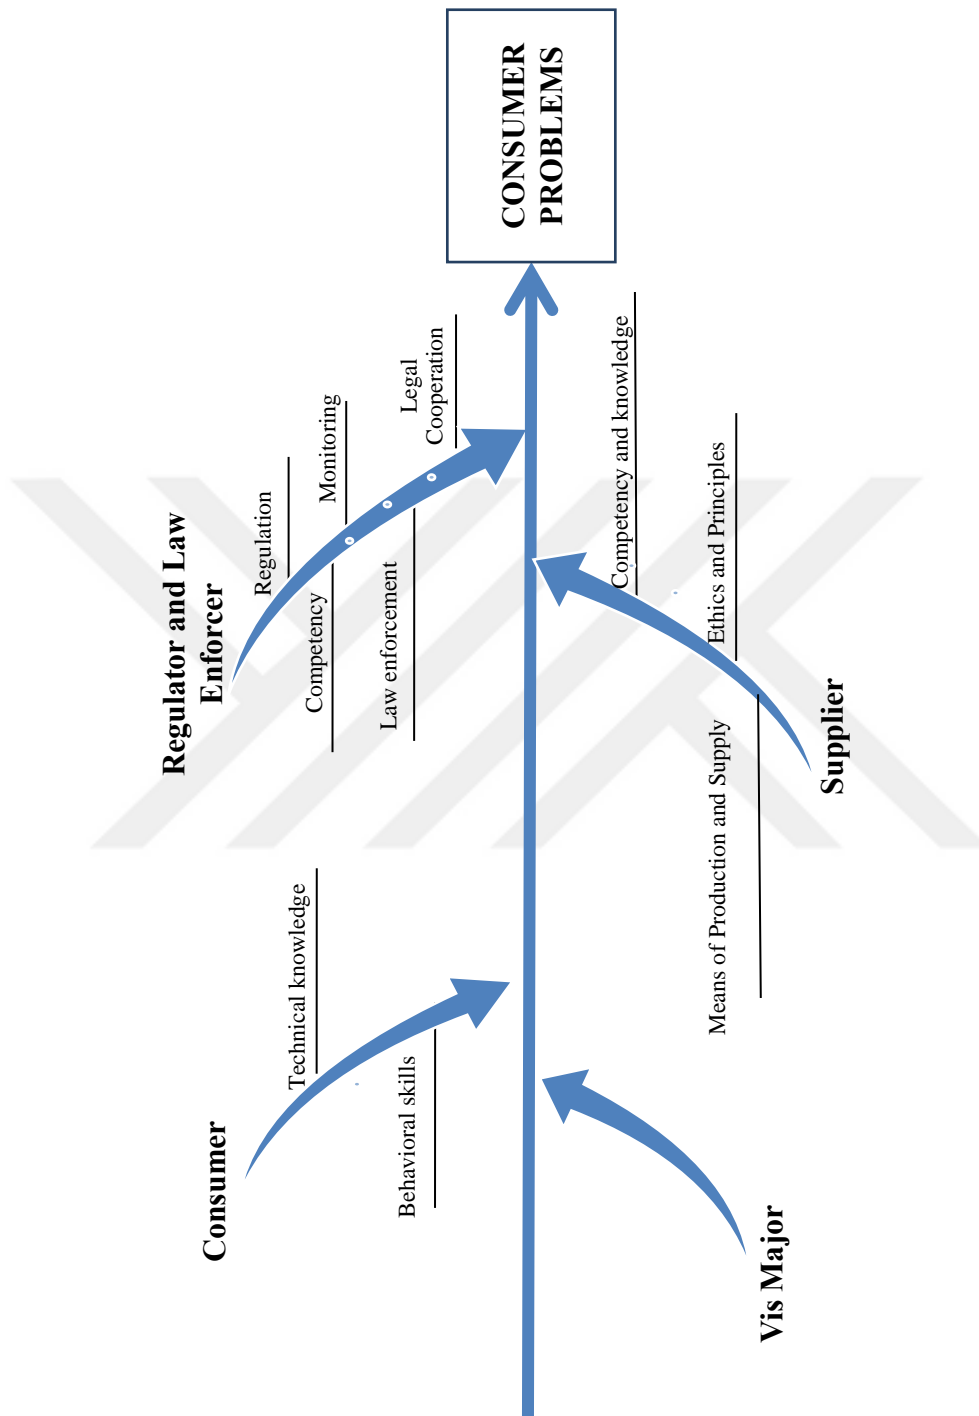 CONSUMER
PROBLEMS
Regulator and Law
Enforcer
Regulation
Monitoring
Legal
Cooperation
Competency
Law enforcement
Consumer
Technical knowledge
Behavioral skills
Competency and knowledge
Ethics and Principles
Means of Production and Supply
Supplier
Vis Major